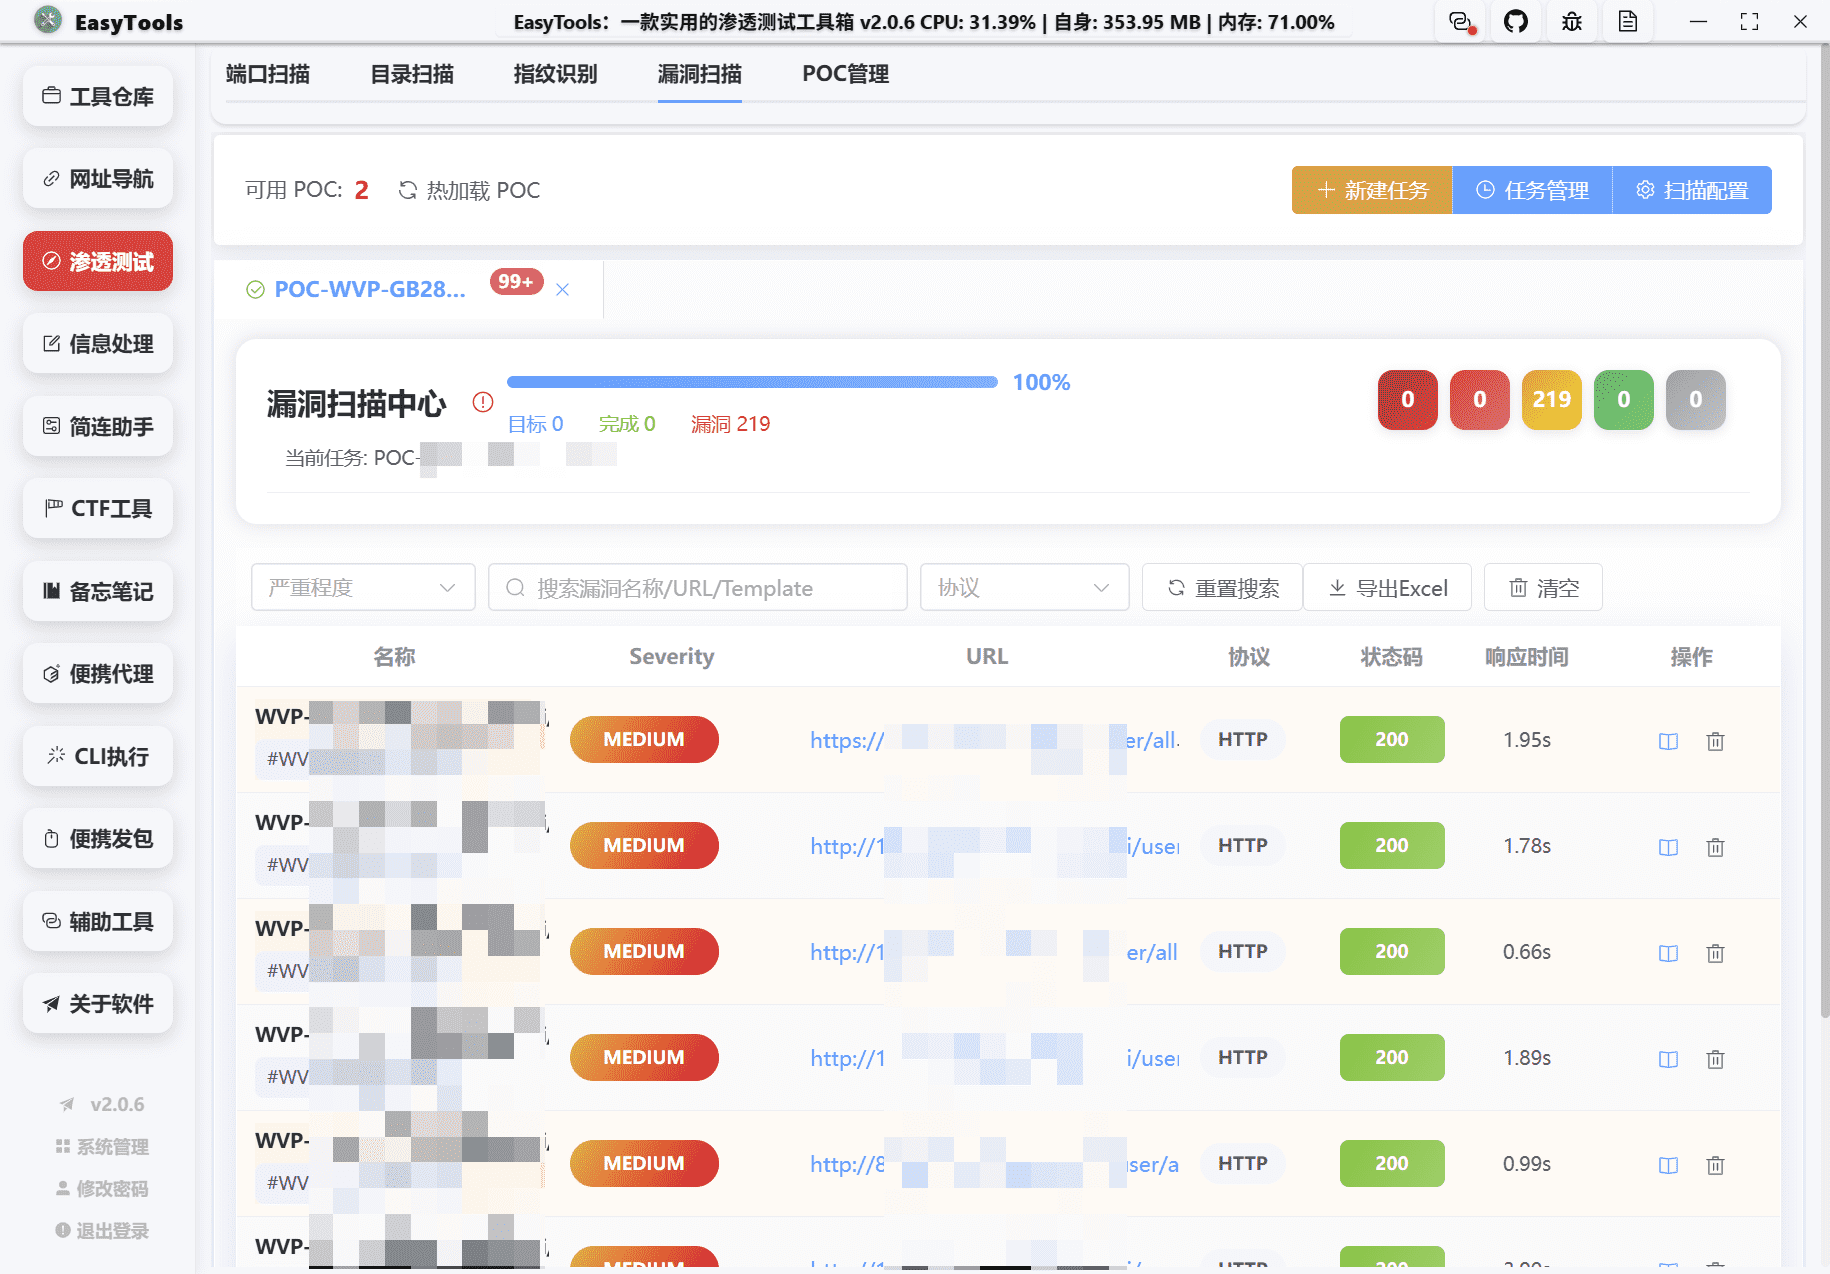 EasyTools
EasyTools：一款实用的渗透测试工具箱 v2.0.6 CPU: 31.39% | 自身: 353.95 MB | 内存: 71.00%
工具仓库
网址导航
渗透测试
信息处理
简连助手
CTF工具
备忘笔记
便携代理
CLI执行
便携发包
辅助工具
关于软件
v2.0.6
系统管理
修改密码
退出登录
端口扫描 目录扫描 指纹识别 漏洞扫描 POC管理
可用 POC: 2 热加载 POC
新建任务 任务管理 扫描配置
POC-WVP-GB28... 99+
漏洞扫描中心 100%
目标 0 完成 0 漏洞 219
当前任务: POC-
0 0 219 0 0
严重程度 搜索漏洞名称/URL/Template 协议 重置搜索 导出Excel 清空
名称 Severity URL 协议 状态码 响应时间 操作
WVP-
#WV
MEDIUM https:// er/all HTTP 200 1.95s
WVP-
#WV
MEDIUM http://1 i/user HTTP 200 1.78s
WVP-
#WV
MEDIUM http://1 er/all HTTP 200 0.66s
WVP-
#WV
MEDIUM http://1 i/user HTTP 200 1.89s
WVP-
#WV
MEDIUM http://8 ser/a HTTP 200 0.99s
WVP-
MEDIUM HTTP 200